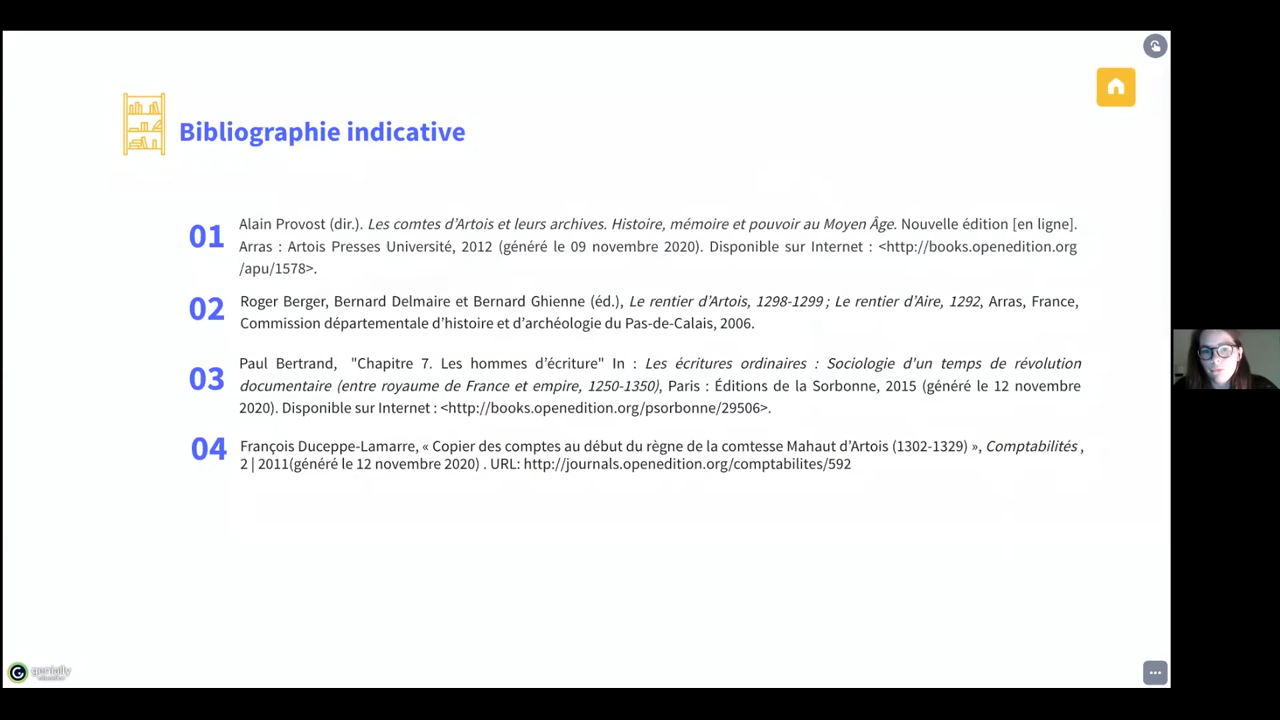 Bibliographie indicative
01
Alain Provost (dir.). Les comtes d’Artois et leurs archives. Histoire, mémoire et pouvoir au Moyen Âge. Nouvelle édition [en ligne].
Arras : Artois Presses Université, 2012 (généré le 09 novembre 2020). Disponible sur Internet : <http://books.openedition.org
/apu/1578>.
02
Roger Berger, Bernard Delmaire et Bernard Ghienne (éd.), Le rentier d’Artois, 1298-1299 ; Le rentier d’Aire, 1292, Arras, France,
Commission départementale d’histoire et d’archéologie du Pas-de-Calais, 2006.
03
Paul Bertrand, "Chapitre 7. Les hommes d’écriture" In : Les écritures ordinaires : Sociologie d'un temps de révolution
documentaire (entre royaume de France et empire, 1250-1350), Paris : Éditions de la Sorbonne, 2015 (généré le 12 novembre
2020). Disponible sur Internet : <http://books.openedition.org/psorbonne/29506>.
04
François Duceppe-Lamarre, « Copier des comptes au début du règne de la comtesse Mahaut d’Artois (1302-1329) », Comptabilités ,
2 | 2011(généré le 12 novembre 2020) . URL: http://journals.openedition.org/comptabilites/592
genially